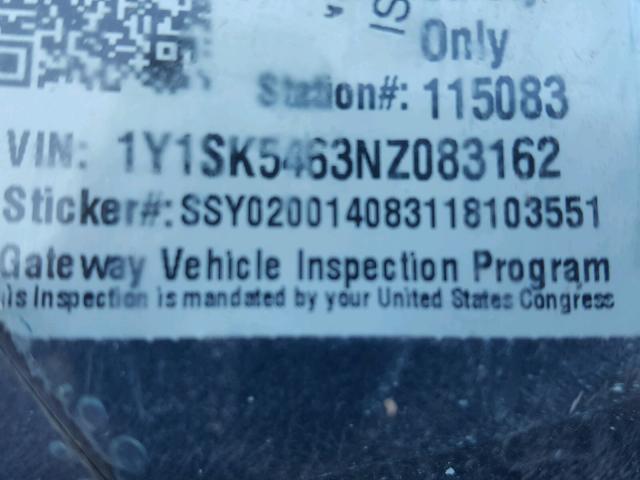 Only
Station#: 115083
VIN: 1Y1SK5463NZ083162
Sticker#: SSY020014083118103551
Gateway Vehicle Inspection Program
is Inspection is mandated by your United States Congress